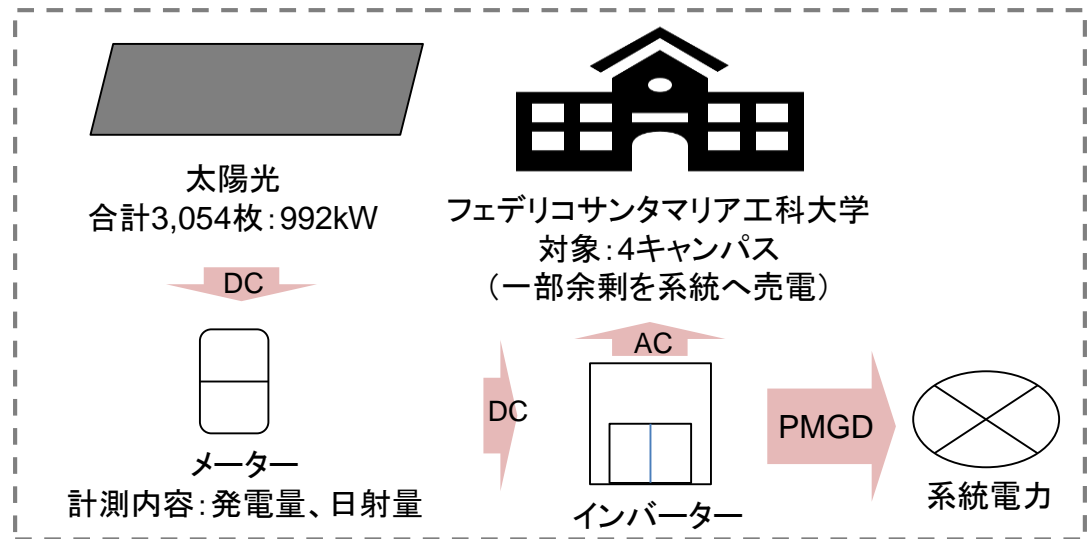 太陽光
合計3,054枚：992kW
フェデリコサンタマリア工科大学
対象：4キャンパス
（一部余剰を系統へ売電）
DC
メーター
計測内容：発電量、日射量
DC
AC
インバーター
PMGD
系統電力